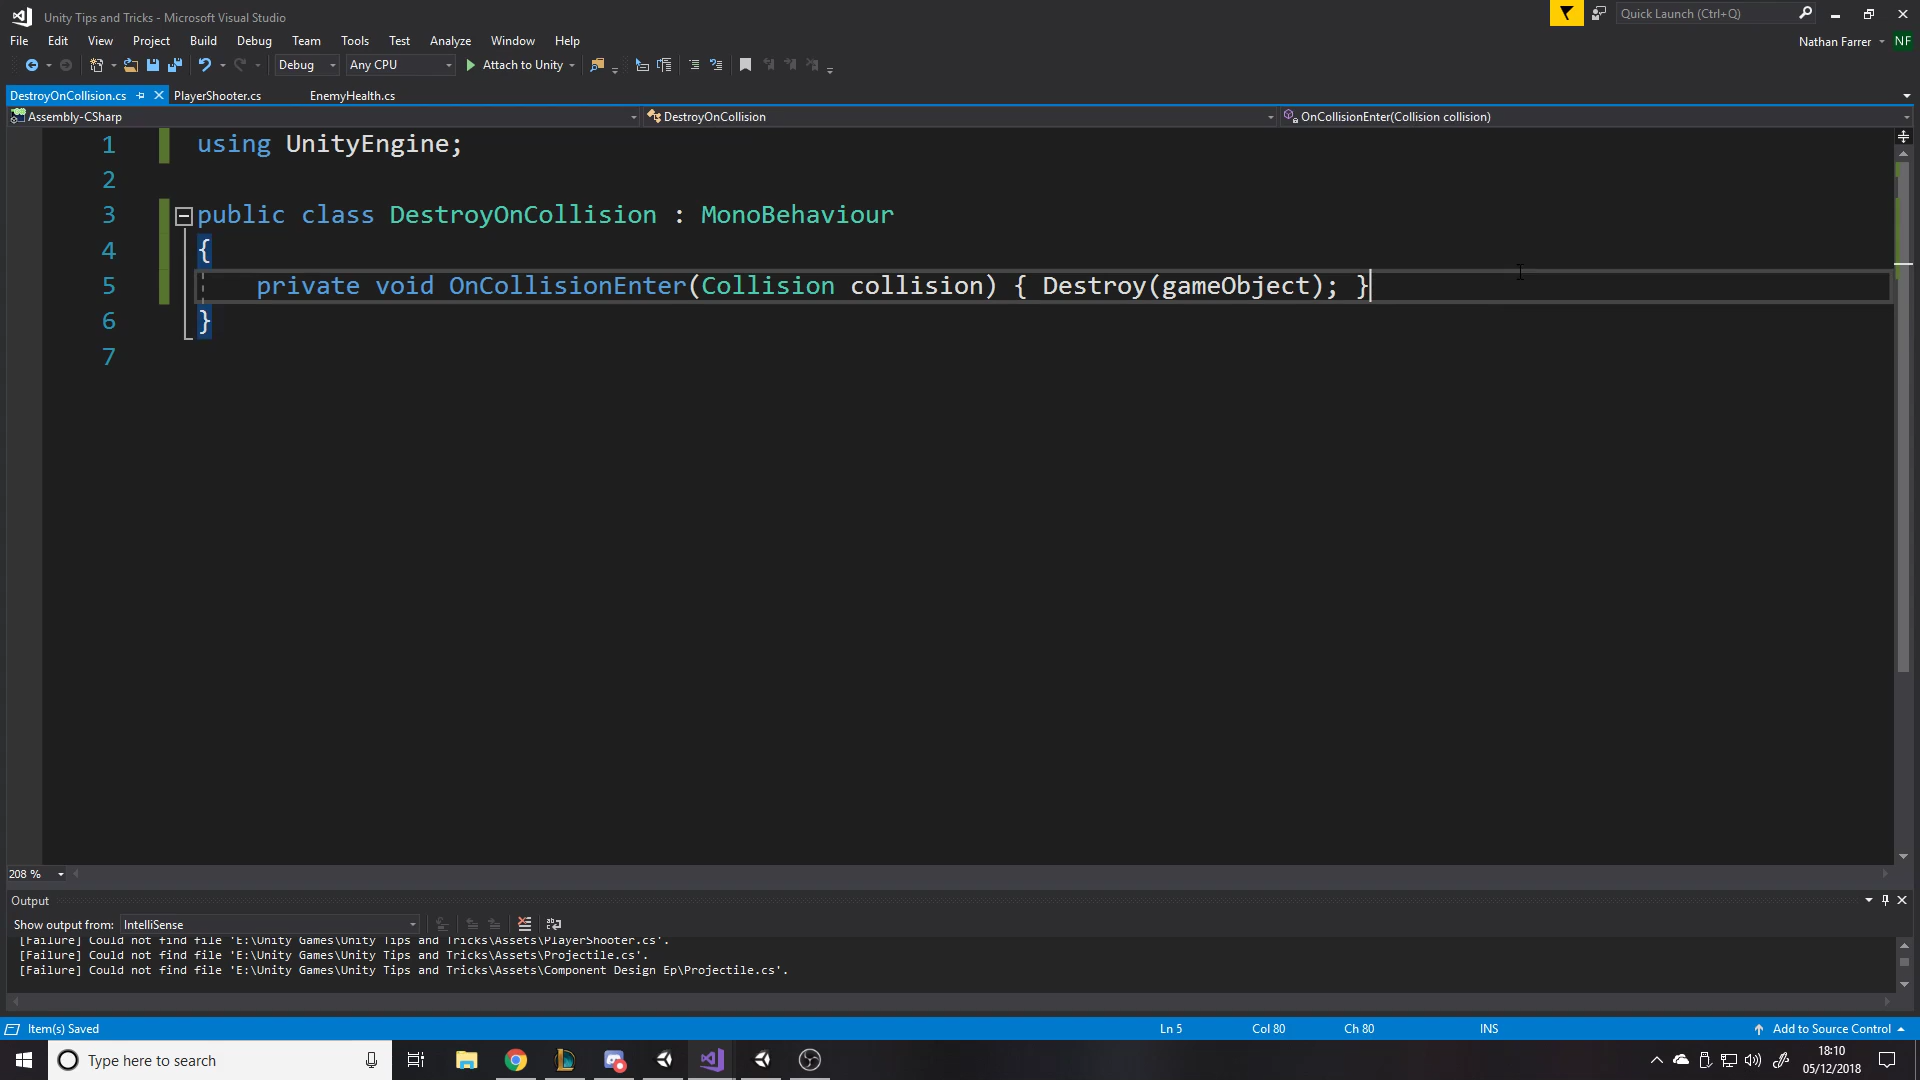 Unity Tips and Tricks - Microsoft Visual Studio
Quick Launch (Ctrl+Q)
File Edit View Project Build Debug Team Tools Test Analyze Window Help
Nathan Farrer NF
Debug Any CPU Attach to Unity
DestroyOnCollision.cs PlayerShooter.cs EnemyHealth.cs
Assembly-CSharp DestroyOnCollision OnCollisionEnter(Collision collision)
1 using UnityEngine;
2
3 public class DestroyOnCollision : MonoBehaviour
4 {
5 private void OnCollisionEnter(Collision collision) { Destroy(gameObject); }
6 }
7
208 %
Output
Show output from: IntelliSense
[Failure] Could not find file 'E:\Unity Games\Unity Tips and Tricks\Assets\PlayerShooter.cs'.
[Failure] Could not find file 'E:\Unity Games\Unity Tips and Tricks\Assets\Projectile.cs'.
[Failure] Could not find file 'E:\Unity Games\Unity Tips and Tricks\Assets\Component Design Ep\Projectile.cs'.
Item(s) Saved Ln 5 Col 80 Ch 80 INS Add to Source Control
Type here to search
18:10
05/12/2018